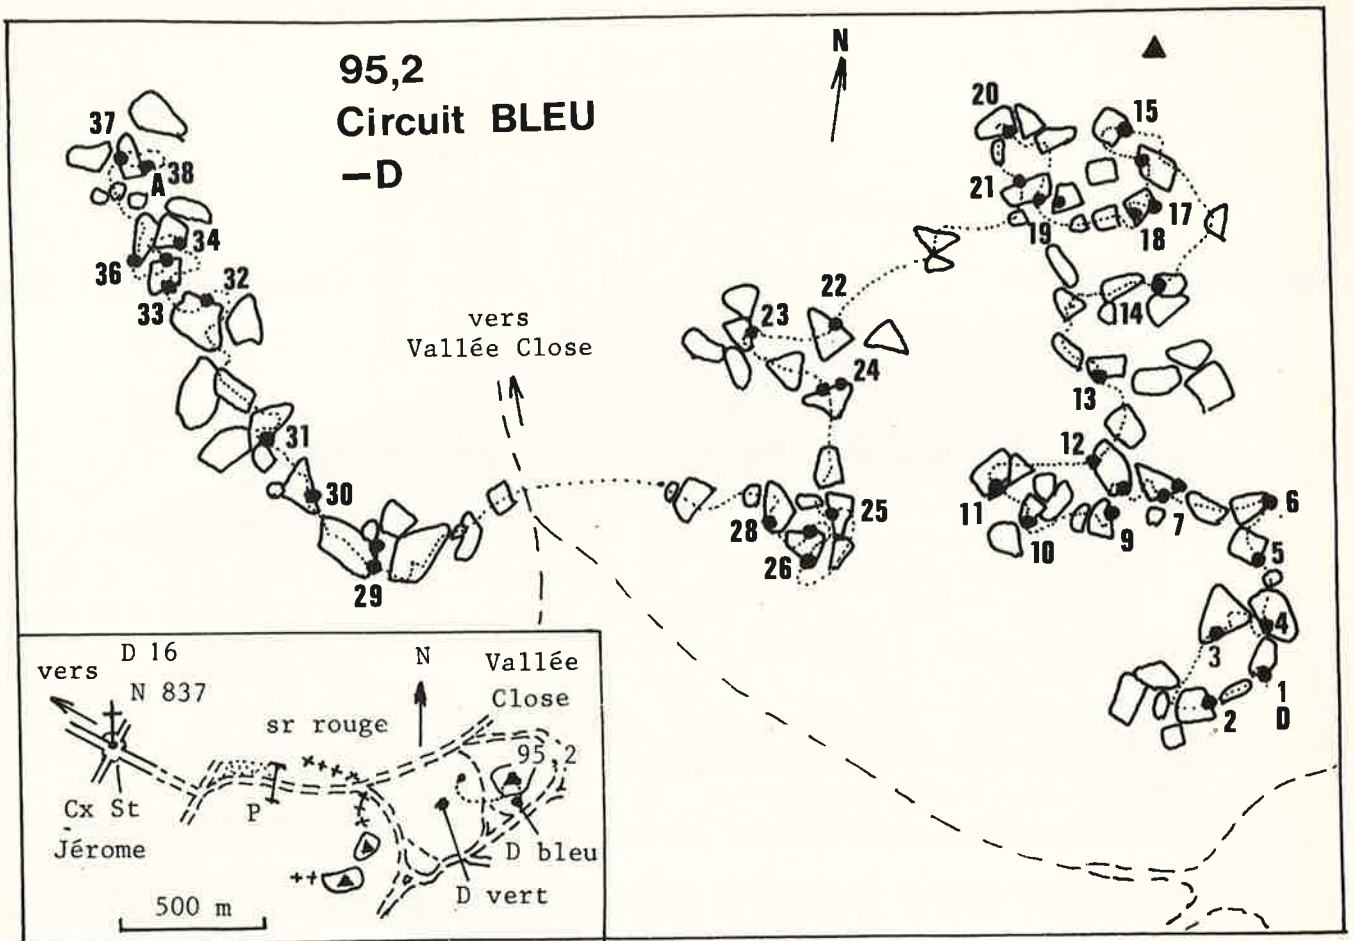 95,2
Circuit BLEU
–D
N
37
38
A
34
36
32
33
31
30
29
vers
Vallée Close
23
22
24
25
28
26
20
15
21
17
19
18
14
13
12
11
10
9
7
6
5
4
3
2
1
D
vers
D 16
N 837
sr rouge
N
Vallée
Close
95,2
Cx St
Jérome
P
D bleu
D vert
500 m